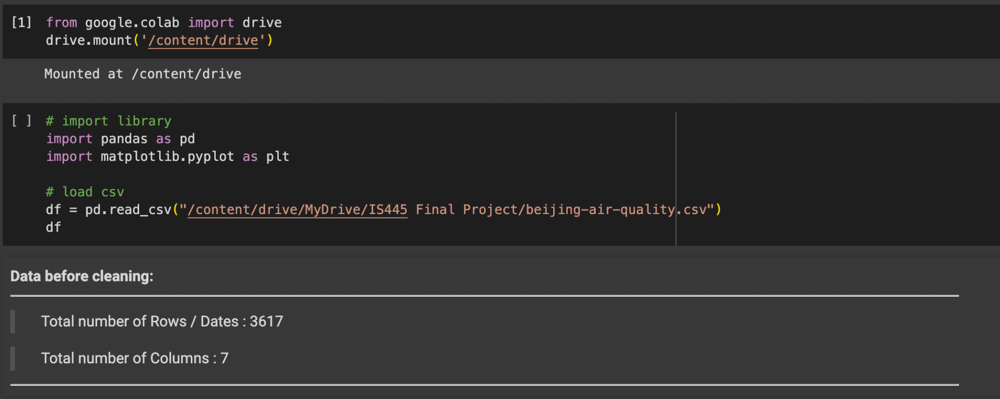 [1] from google.colab import drive
drive.mount('/content/drive')
Mounted at /content/drive
[ ] # import library
import pandas as pd
import matplotlib.pyplot as plt
# load csv
df = pd.read_csv("/content/drive/MyDrive/IS445 Final Project/beijing-air-quality.csv")
df
Data before cleaning:
Total number of Rows / Dates : 3617
Total number of Columns : 7